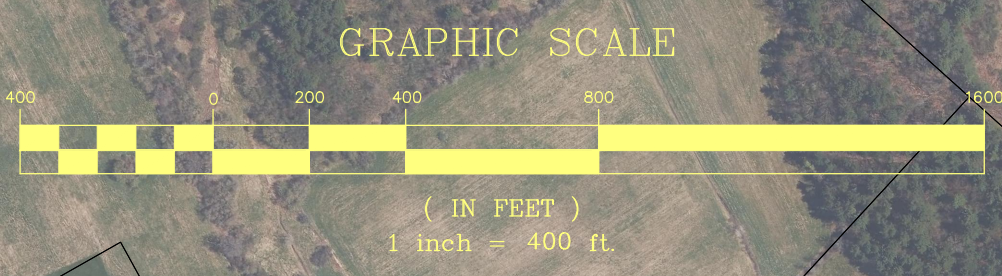 GRAPHIC SCALE
400 0 200 400 800 1600
( IN FEET )
1 inch = 400 ft.